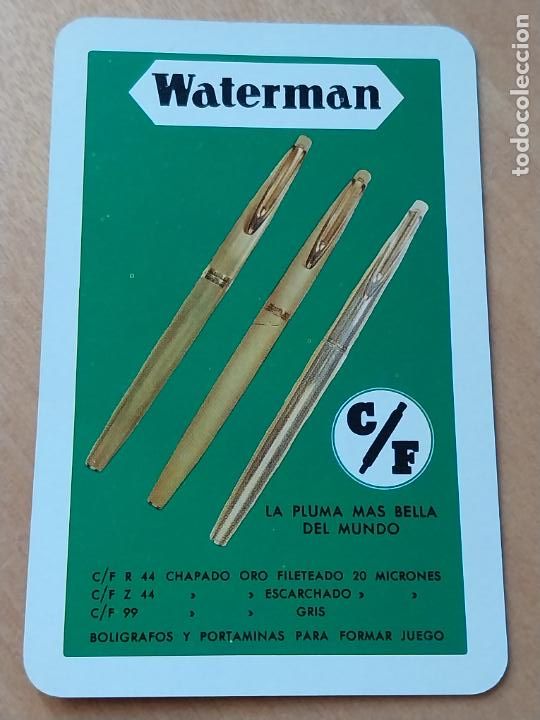 Waterman
C/F
LA PLUMA MAS BELLA
DEL MUNDO
C/F R 44 CHAPADO ORO FILETEADO 20 MICRONES
C/F Z 44 » » ESCARCHADO » »
C/F 99 » » GRIS
BOLIGRAFOS Y PORTAMINAS PARA FORMAR JUEGO
todocoleccion.net